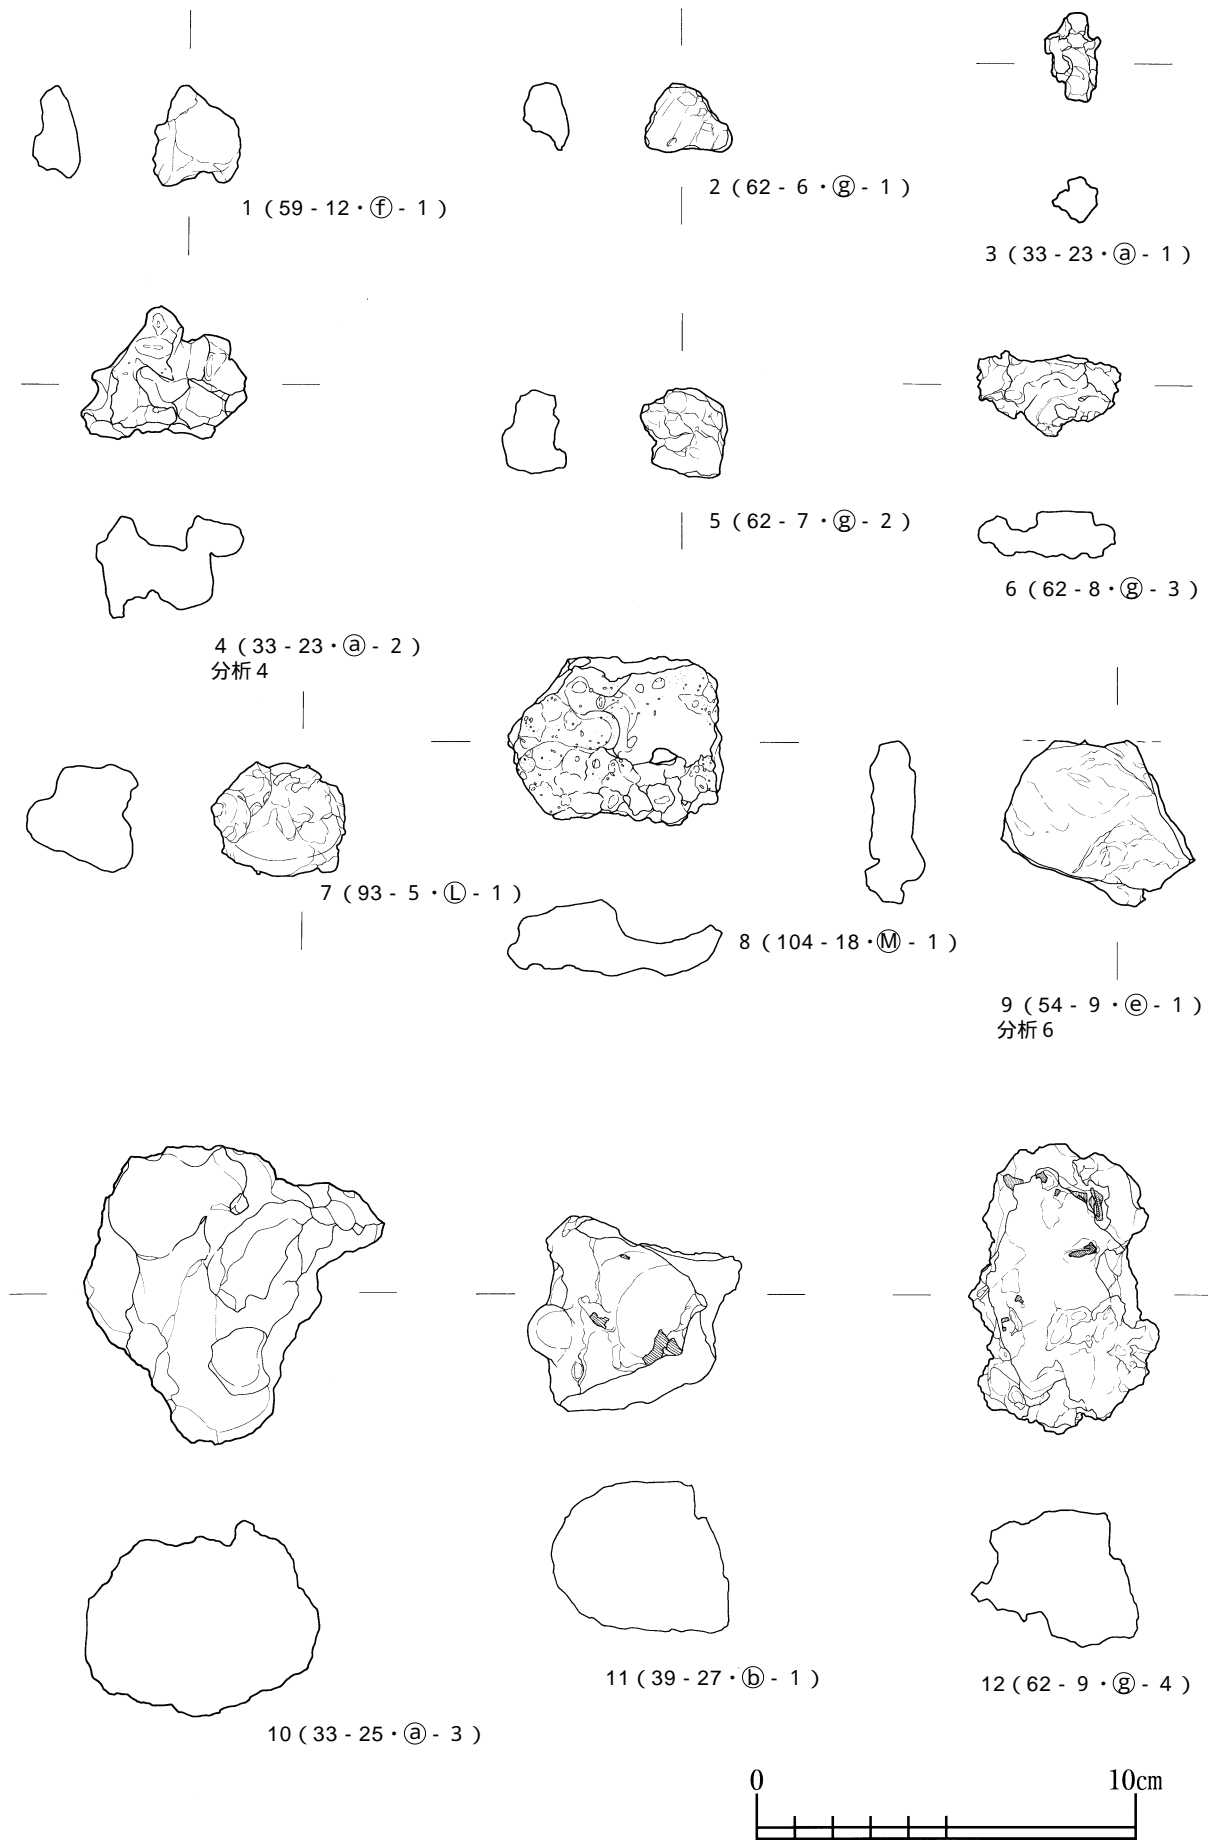 1（59 - 12・ⓕ - 1）
2（62 - 6・ⓖ - 1）
3（33 - 23・ⓐ - 1）
4（33 - 23・ⓐ - 2）
分析4
5（62 - 7・ⓖ - 2）
6（62 - 8・ⓖ - 3）
7（93 - 5・Ⓛ - 1）
8（104 - 18・Ⓜ - 1）
9（54 - 9・ⓔ - 1）
分析6
10（33 - 25・ⓐ - 3）
11（39 - 27・ⓑ - 1）
12（62 - 9・ⓖ - 4）
0 10cm